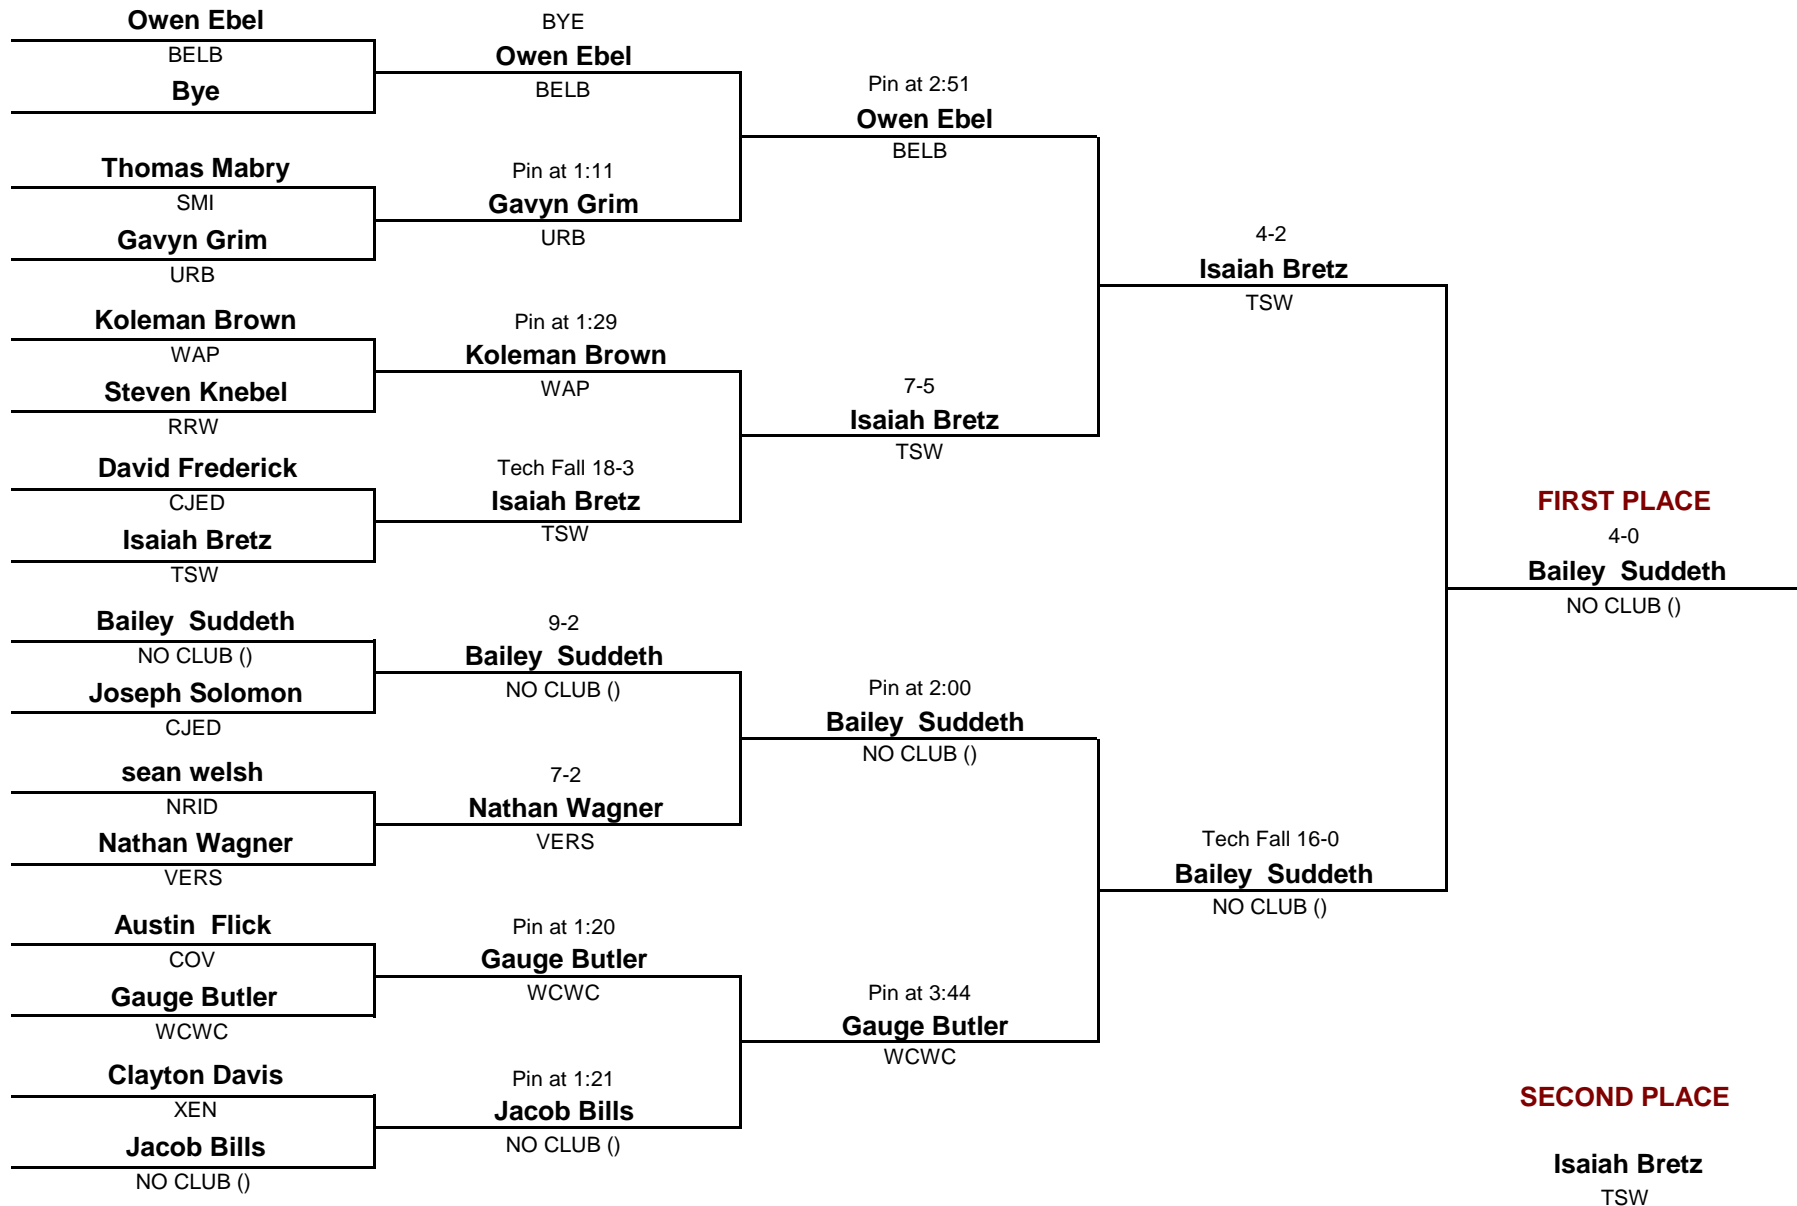 Owen Ebel
BELB
Bye
Thomas Mabry
SMI
Gavyn Grim
URB
Koleman Brown
WAP
Steven Knebel
RRW
David Frederick
CJED
Isaiah Bretz
TSW
Bailey  Suddeth
NO CLUB ()
Joseph Solomon
CJED
sean welsh
NRID
Nathan Wagner
VERS
Austin  Flick
COV
Gauge Butler
WCWC
Clayton Davis
XEN
Jacob Bills
NO CLUB ()
BYE
Owen Ebel
BELB
Pin at 1:11
Gavyn Grim
URB
Pin at 1:29
Koleman Brown
WAP
Tech Fall 18-3
Isaiah Bretz
TSW
9-2
Bailey  Suddeth
NO CLUB ()
7-2
Nathan Wagner
VERS
Pin at 1:20
Gauge Butler
WCWC
Pin at 1:21
Jacob Bills
NO CLUB ()
Pin at 2:51
Owen Ebel
BELB
7-5
Isaiah Bretz
TSW
Pin at 2:00
Bailey  Suddeth
NO CLUB ()
Pin at 3:44
Gauge Butler
WCWC
4-2
Isaiah Bretz
TSW
Tech Fall 16-0
Bailey  Suddeth
NO CLUB ()
FIRST PLACE
4-0
Bailey  Suddeth
NO CLUB ()
SECOND PLACE
Isaiah Bretz
TSW